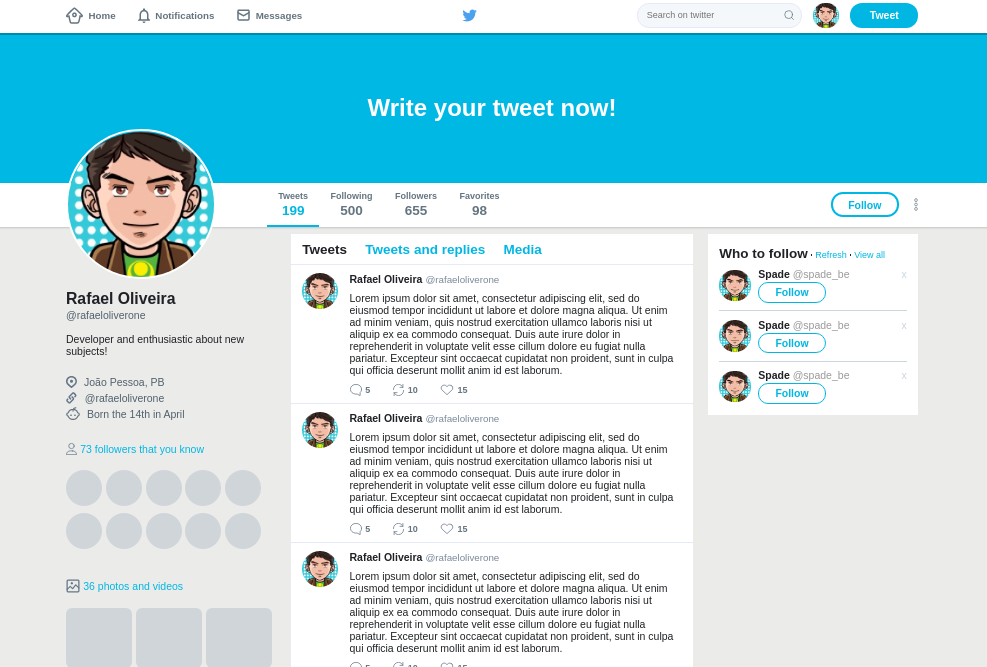 Home Notifications Messages Search on twitter Tweet
Write your tweet now!
Tweets Following Followers Favorites
199 500 655 98
Follow
Rafael Oliveira
@rafaeloliverone
Developer and enthusiastic about new
subjects!
João Pessoa, PB
@rafaeloliverone
Born the 14th in April
73 followers that you know
36 photos and videos
Tweets Tweets and replies Media
Rafael Oliveira @rafaeloliverone
Lorem ipsum dolor sit amet, consectetur adipiscing elit, sed do
eiusmod tempor incididunt ut labore et dolore magna aliqua. Ut enim
ad minim veniam, quis nostrud exercitation ullamco laboris nisi ut
aliquip ex ea commodo consequat. Duis aute irure dolor in
reprehenderit in voluptate velit esse cillum dolore eu fugiat nulla
pariatur. Excepteur sint occaecat cupidatat non proident, sunt in culpa
qui officia deserunt mollit anim id est laborum.
5 10 15
Rafael Oliveira @rafaeloliverone
Lorem ipsum dolor sit amet, consectetur adipiscing elit, sed do
eiusmod tempor incididunt ut labore et dolore magna aliqua. Ut enim
ad minim veniam, quis nostrud exercitation ullamco laboris nisi ut
aliquip ex ea commodo consequat. Duis aute irure dolor in
reprehenderit in voluptate velit esse cillum dolore eu fugiat nulla
pariatur. Excepteur sint occaecat cupidatat non proident, sunt in culpa
qui officia deserunt mollit anim id est laborum.
5 10 15
Rafael Oliveira @rafaeloliverone
Lorem ipsum dolor sit amet, consectetur adipiscing elit, sed do
eiusmod tempor incididunt ut labore et dolore magna aliqua. Ut enim
ad minim veniam, quis nostrud exercitation ullamco laboris nisi ut
aliquip ex ea commodo consequat. Duis aute irure dolor in
reprehenderit in voluptate velit esse cillum dolore eu fugiat nulla
pariatur. Excepteur sint occaecat cupidatat non proident, sunt in culpa
qui officia deserunt mollit anim id est laborum.
5 10 15
Who to follow · Refresh · View all
Spade @spade_be x
Follow
Spade @spade_be x
Follow
Spade @spade_be x
Follow